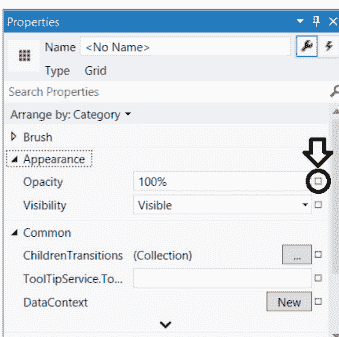 Properties
Name <No Name>
Type Grid
Search Properties
Arrange by: Category
Brush
Appearance
Opacity 100%
Visibility Visible
Common
ChildrenTransitions (Collection) ...
ToolTipService.To...
DataContext New